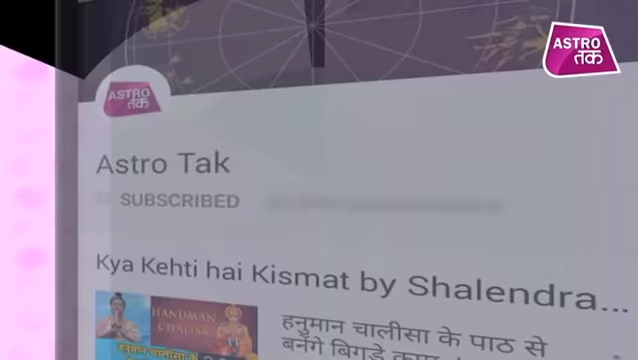 ASTRO
तक
ASTRO
तक
Astro Tak
SUBSCRIBED
Kya Kehti hai Kismat by Shalendra...
HANUMAN
CHALISA
हनुमान चालीसा के पाठ से
बनेंगे बिगड़े काम